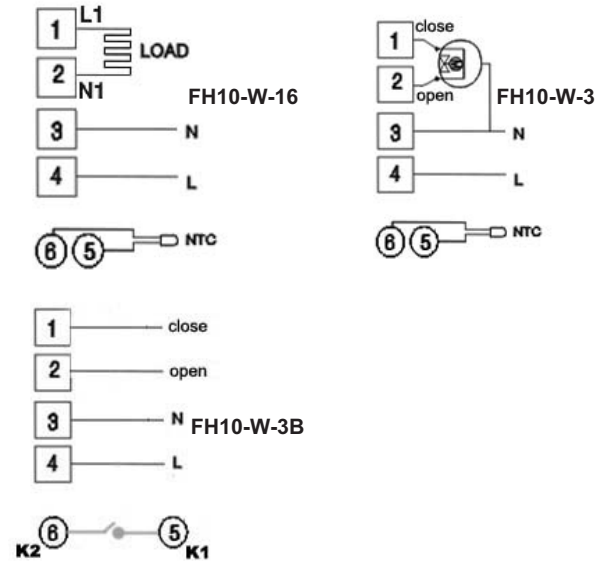 1 L1
LOAD
2 N1
FH10-W-16
3 N
4 L
6 5 NTC
1 close
2 open
FH10-W-3
3 N
4 L
6 5 NTC
1 close
2 open
3 N FH10-W-3B
4 L
K2 6 5 K1